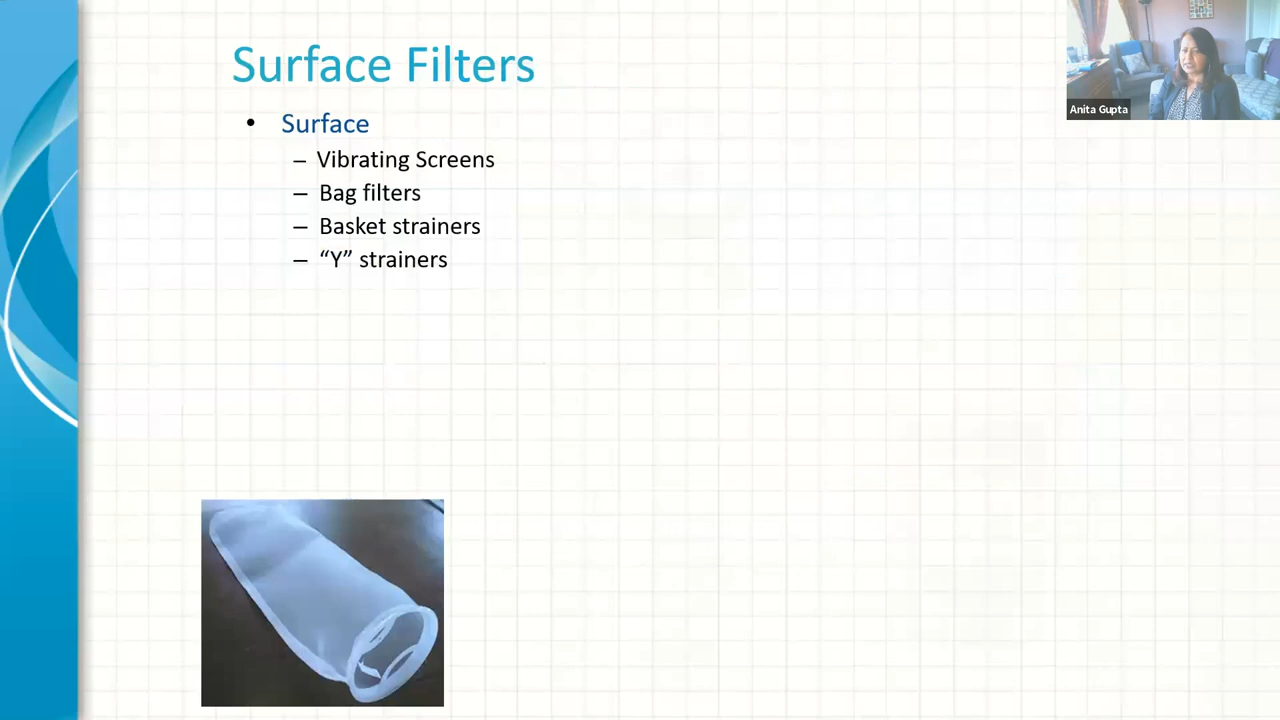 Surface Filters
• Surface
– Vibrating Screens
– Bag filters
– Basket strainers
– “Y” strainers
Anita Gupta